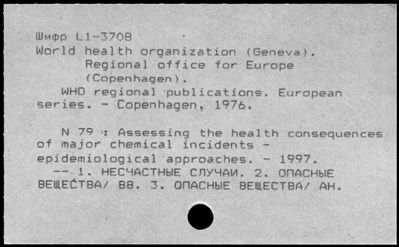 Шифр L1-3708
World health organization (Geneva).
Regional office for Europe
(Copenhagen).
WHO regional publications. European
series. - Copenhagen, 1976.
N 79 : Assessing the health consequences
of major chemical incidents -
epidemiological approaches. - 1997.
-- 1. НЕСЧАСТНЫЕ СЛУЧАИ. 2. ОПАСНЫЕ
ВЕЩЕСТВА/ ВВ. 3. ОПАСНЫЕ ВЕЩЕСТВА/ АН.